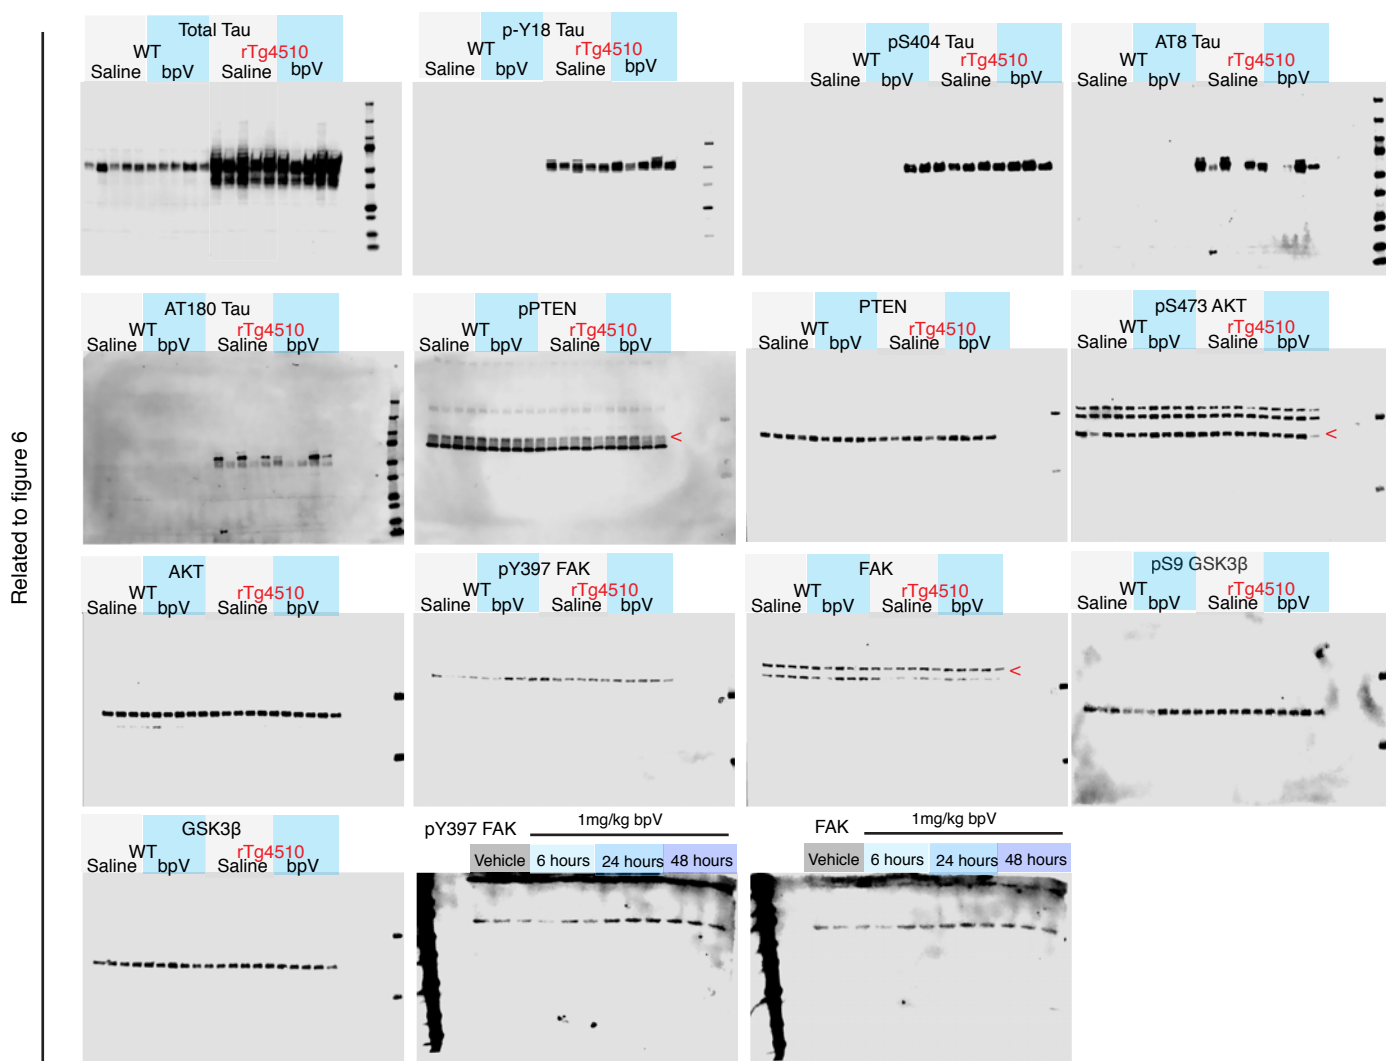 Related to figure 6
Total Tau
WT rTg4510
Saline bpV Saline bpV
p-Y18 Tau
WT rTg4510
Saline bpV Saline bpV
pS404 Tau
WT rTg4510
Saline bpV Saline bpV
AT8 Tau
WT rTg4510
Saline bpV Saline bpV
AT180 Tau
WT rTg4510
Saline bpV Saline bpV
pPTEN
WT rTg4510
Saline bpV Saline bpV
<
PTEN
WT rTg4510
Saline bpV Saline bpV
pS473 AKT
WT rTg4510
Saline bpV Saline bpV
<
AKT
WT rTg4510
Saline bpV Saline bpV
pY397 FAK
WT rTg4510
Saline bpV Saline bpV
FAK
WT rTg4510
Saline bpV Saline bpV
<
pS9 GSK3β
WT rTg4510
Saline bpV Saline bpV
GSK3β
WT rTg4510
Saline bpV Saline bpV
pY397 FAK 1mg/kg bpV
Vehicle 6 hours 24 hours 48 hours
FAK 1mg/kg bpV
Vehicle 6 hours 24 hours 48 hours